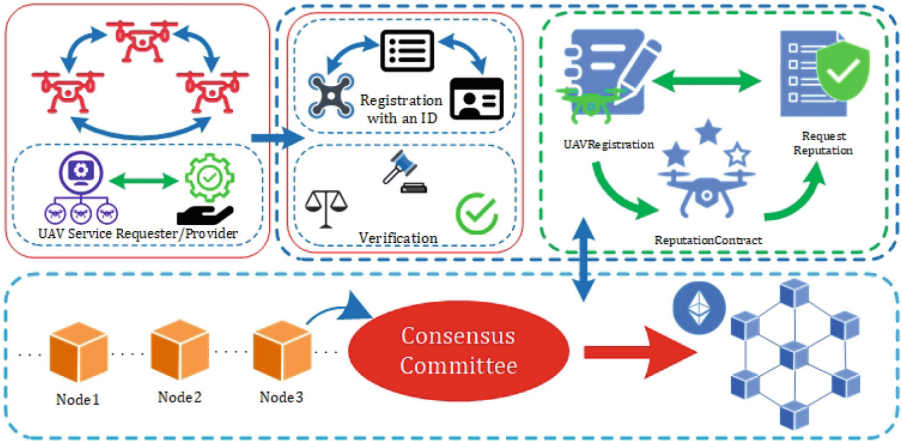 UAV Service Requester/Provider
Registration
with an ID
Verification
UAVRegistration
Request
Reputation
ReputationContract
Node1
Node2
Node3
Consensus
Committee